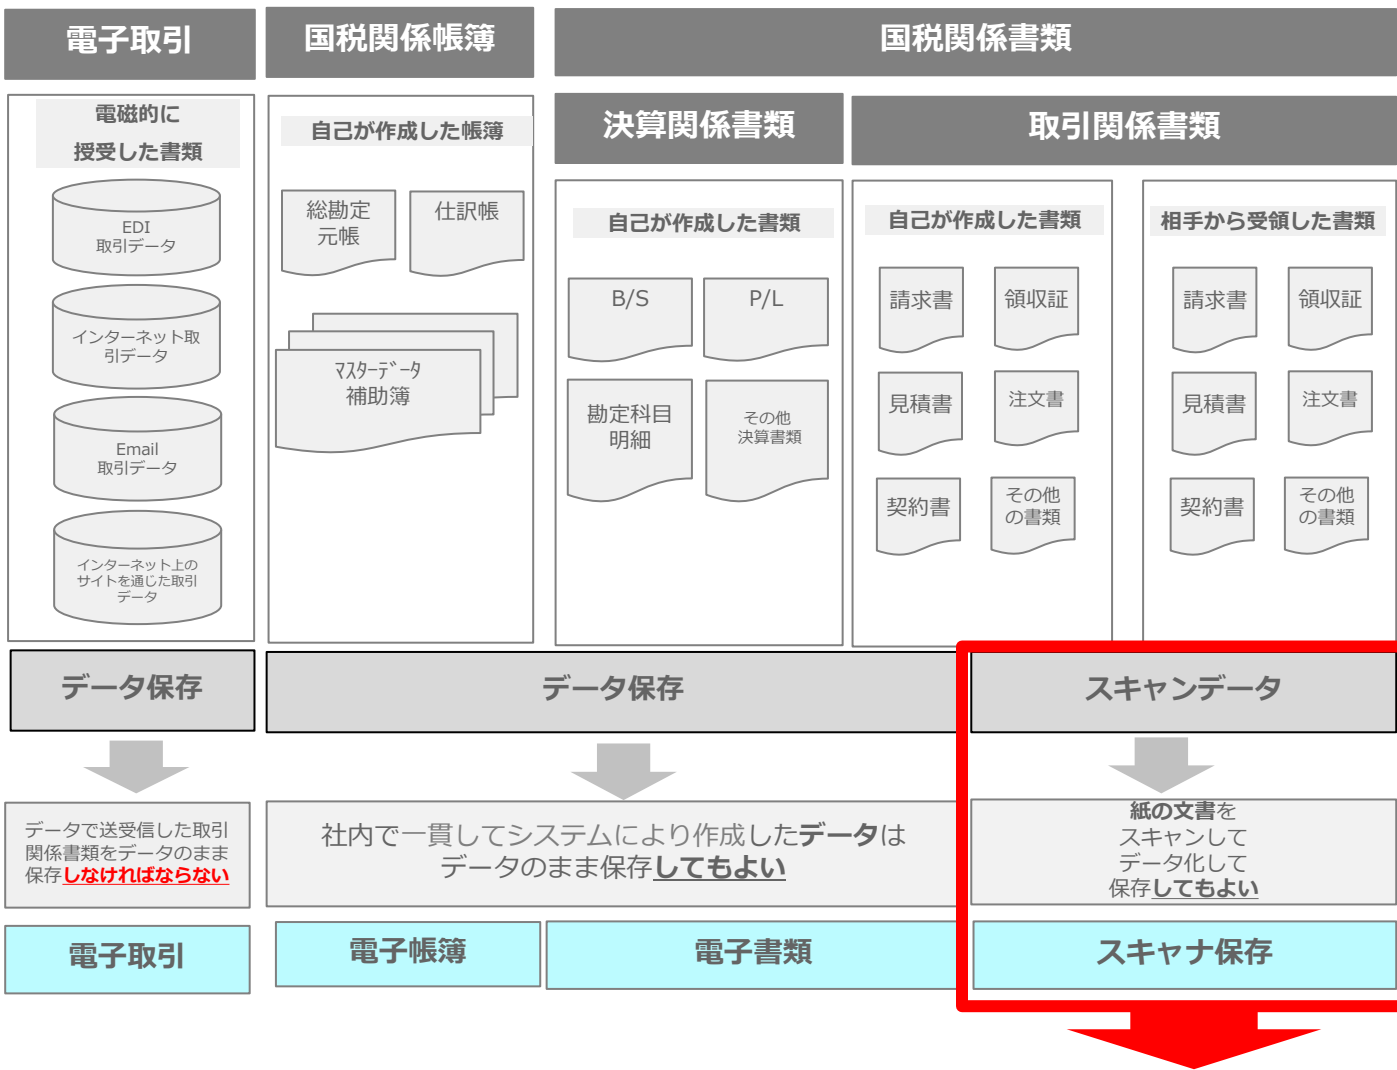 電子取引
国税関係帳簿
国税関係書類
電磁的に
授受した書類
EDI
取引データ
インターネット取
引データ
Email
取引データ
インターネット上の
サイトを通じた取引
データ
自己が作成した帳簿
総勘定
元帳
仕訳帳
ﾏｽﾀｰﾃﾞｰﾀ
補助簿
決算関係書類
自己が作成した書類
B/S
P/L
勘定科目
明細
その他
決算書類
取引関係書類
自己が作成した書類
請求書
領収証
見積書
注文書
契約書
その他
の書類
相手から受領した書類
請求書
領収証
見積書
注文書
契約書
その他
の書類
データ保存
データ保存
スキャンデータ
データで送受信した取引
関係書類をデータのまま
保存しなければならない
社内で一貫してシステムにより作成したデータは
データのまま保存してもよい
紙の文書を
スキャンして
データ化して
保存してもよい
電子取引
電子帳簿
電子書類
スキャナ保存